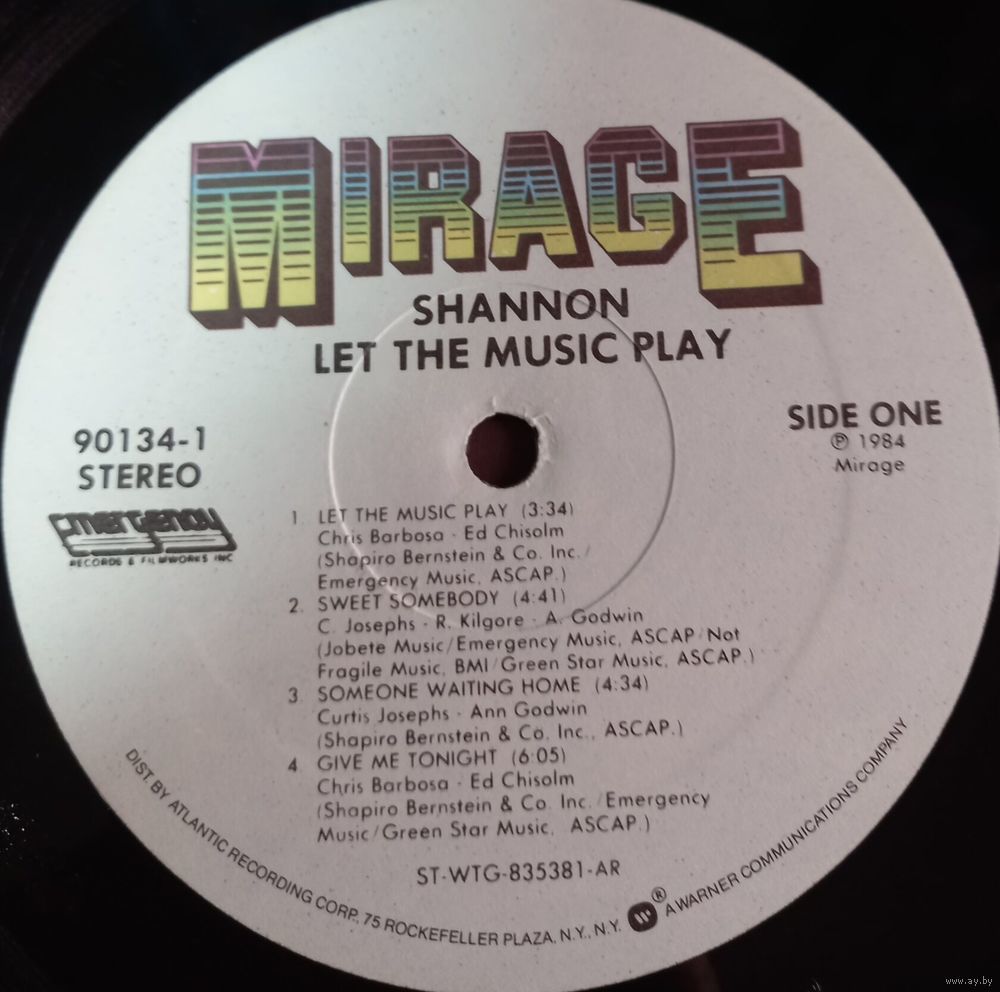 MIRAGE
SHANNON
LET THE MUSIC PLAY
90134-1
STEREO
SIDE ONE
℗ 1984
Mirage
Emergency
RECORDS & FILMWORKS INC
1. LET THE MUSIC PLAY (3:34)
Chris Barbosa - Ed Chisolm
(Shapiro Bernstein & Co. Inc./
Emergency Music, ASCAP.)
2. SWEET SOMEBODY (4:41)
C. Josephs - R. Kilgore - A. Godwin
(Jobete Music/Emergency Music, ASCAP/Not
Fragile Music, BMI/Green Star Music, ASCAP.)
3. SOMEONE WAITING HOME (4:34)
Curtis Josephs - Ann Godwin
(Shapiro Bernstein & Co. Inc., ASCAP.)
4. GIVE ME TONIGHT (6:05)
Chris Barbosa - Ed Chisolm
(Shapiro Bernstein & Co. Inc./Emergency
Music/Green Star Music, ASCAP.)
ST-WTG-835381-AR
DIST BY ATLANTIC RECORDING CORP., 75 ROCKEFELLER PLAZA, N.Y., N.Y. ® A WARNER COMMUNICATIONS COMPANY
www.ay.by